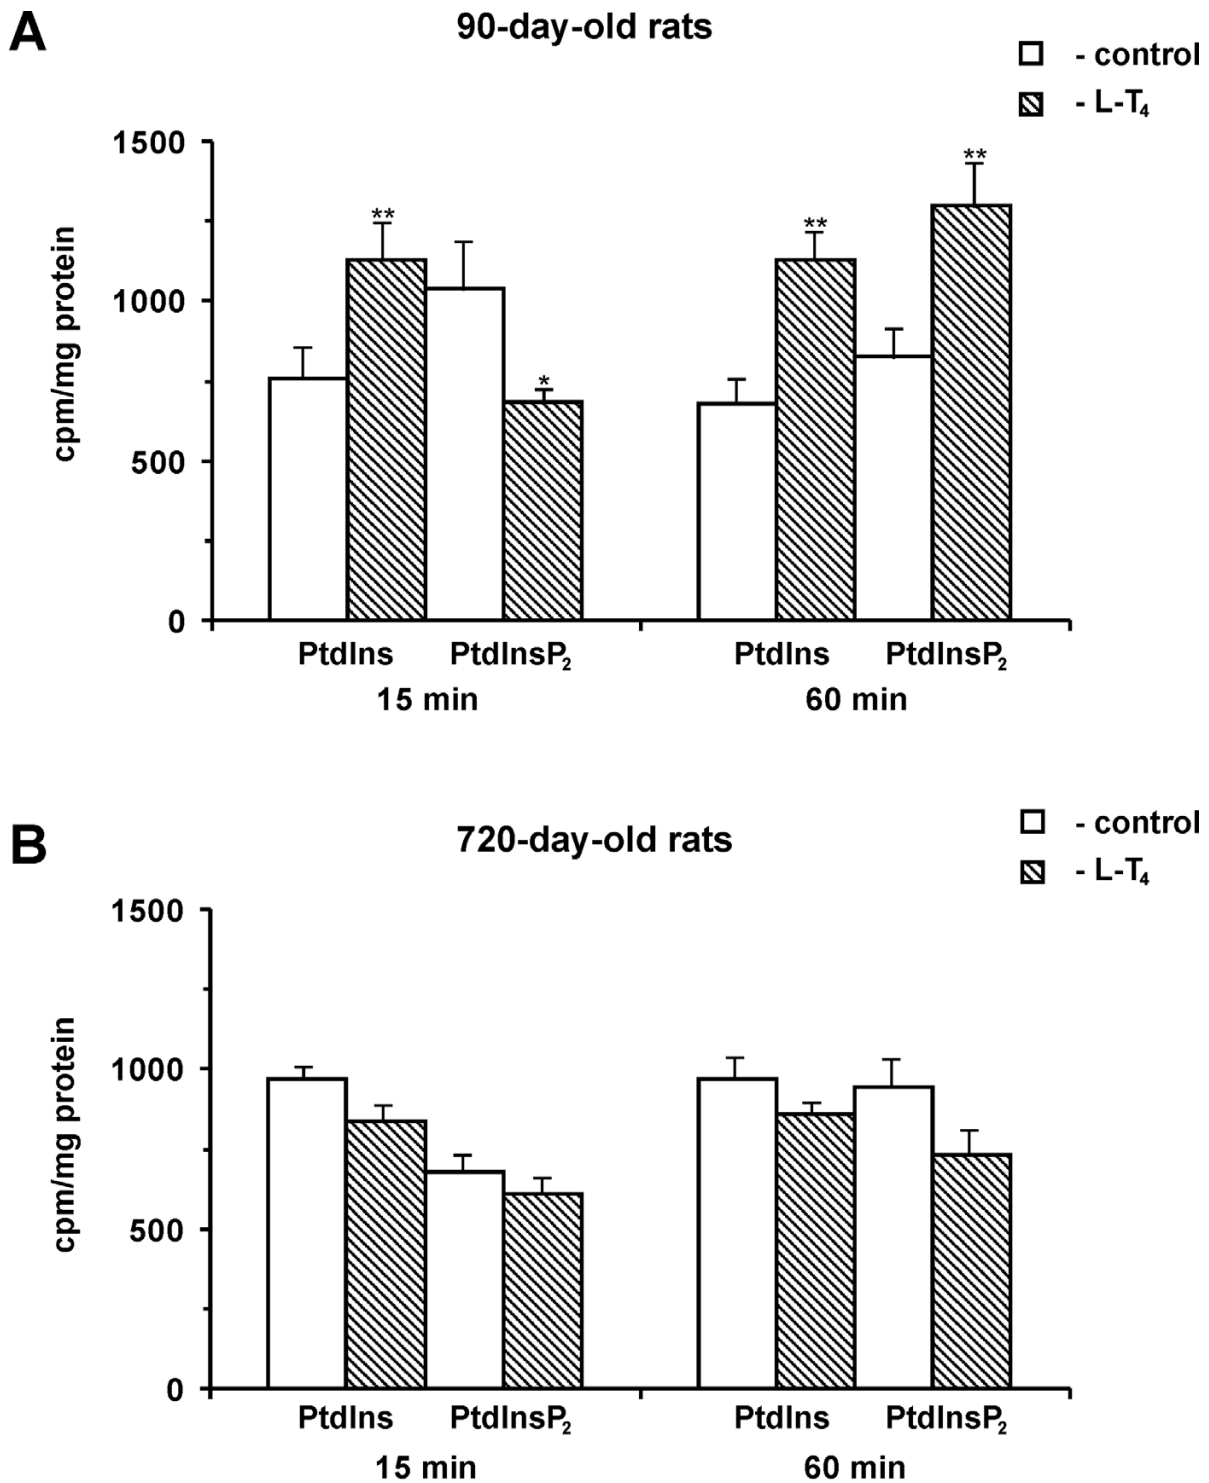 A
90-day-old rats
- control
- L-T₄
1500
1000
500
0
cpm/mg protein
**
*
**
**
PtdIns PtdInsP₂ PtdIns PtdInsP₂
15 min 60 min
B
720-day-old rats
- control
- L-T₄
1500
1000
500
0
cpm/mg protein
PtdIns PtdInsP₂ PtdIns PtdInsP₂
15 min 60 min